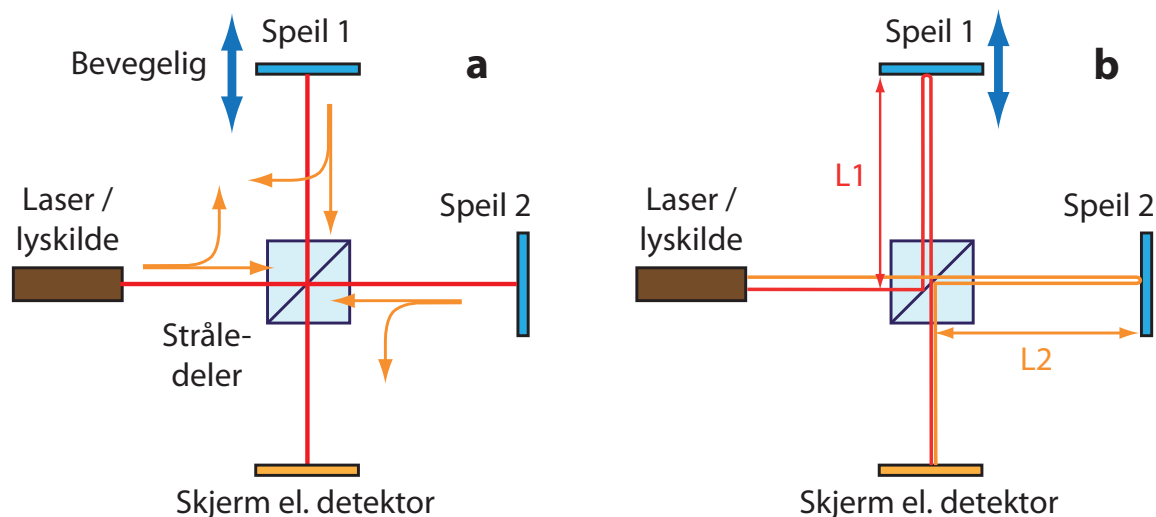 Speil 1
Bevegelig
a
Laser /
lyskilde
Speil 2
Stråle-
deler
Skjerm el. detektor
Speil 1
b
L1
Laser /
lyskilde
Speil 2
L2
Skjerm el. detektor